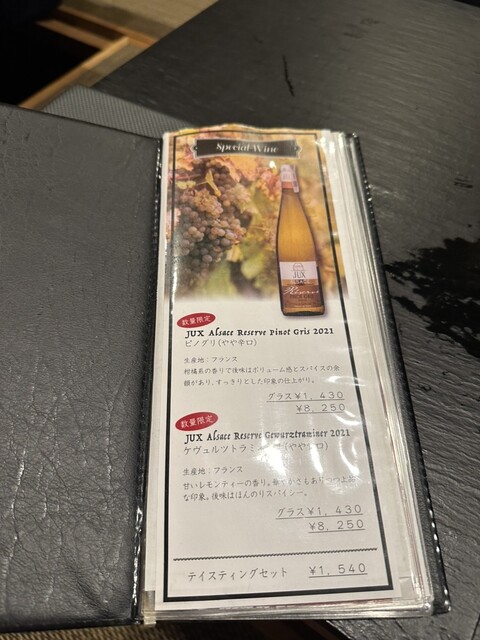 Special Wine
JUX
数量限定
JUX Alsace Reserve Pinot Gris 2021
ピノグリ(やや辛口)
生産地:フランス
柑橘系の香りで後味はボリューム感とスパイスの余
韻があり、すっきりとした印象の仕上がり。
グラス¥1,430
¥8,250
数量限定
JUX Alsace Reserve Gewurztraminer 2021
ゲヴュルツトラミ
生産地:フランス
甘いレモンティーの香り。
な印象。後味はほんのりスパイシー。
グラス¥1,430
¥8,250
テイスティングセット ¥1,540